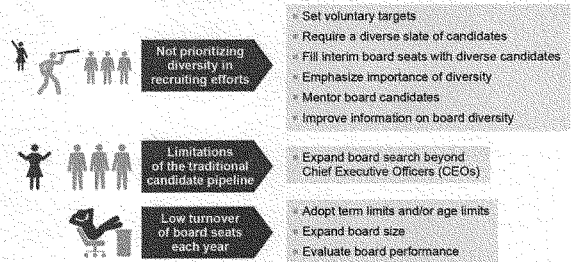 Not prioritizing
diversity in
recruiting efforts
Set voluntary targets
Require a diverse slate of candidates
Fill interim board seats with diverse candidates
Emphasize importance of diversity
Mentor board candidates
Improve information on board diversity
Limitations
of the traditional
candidate pipeline
Expand board search beyond
Chief Executive Officers (CEOs)
Low turnover
of board seats
each year
Adopt term limits and/or age limits
Expand board size
Evaluate board performance